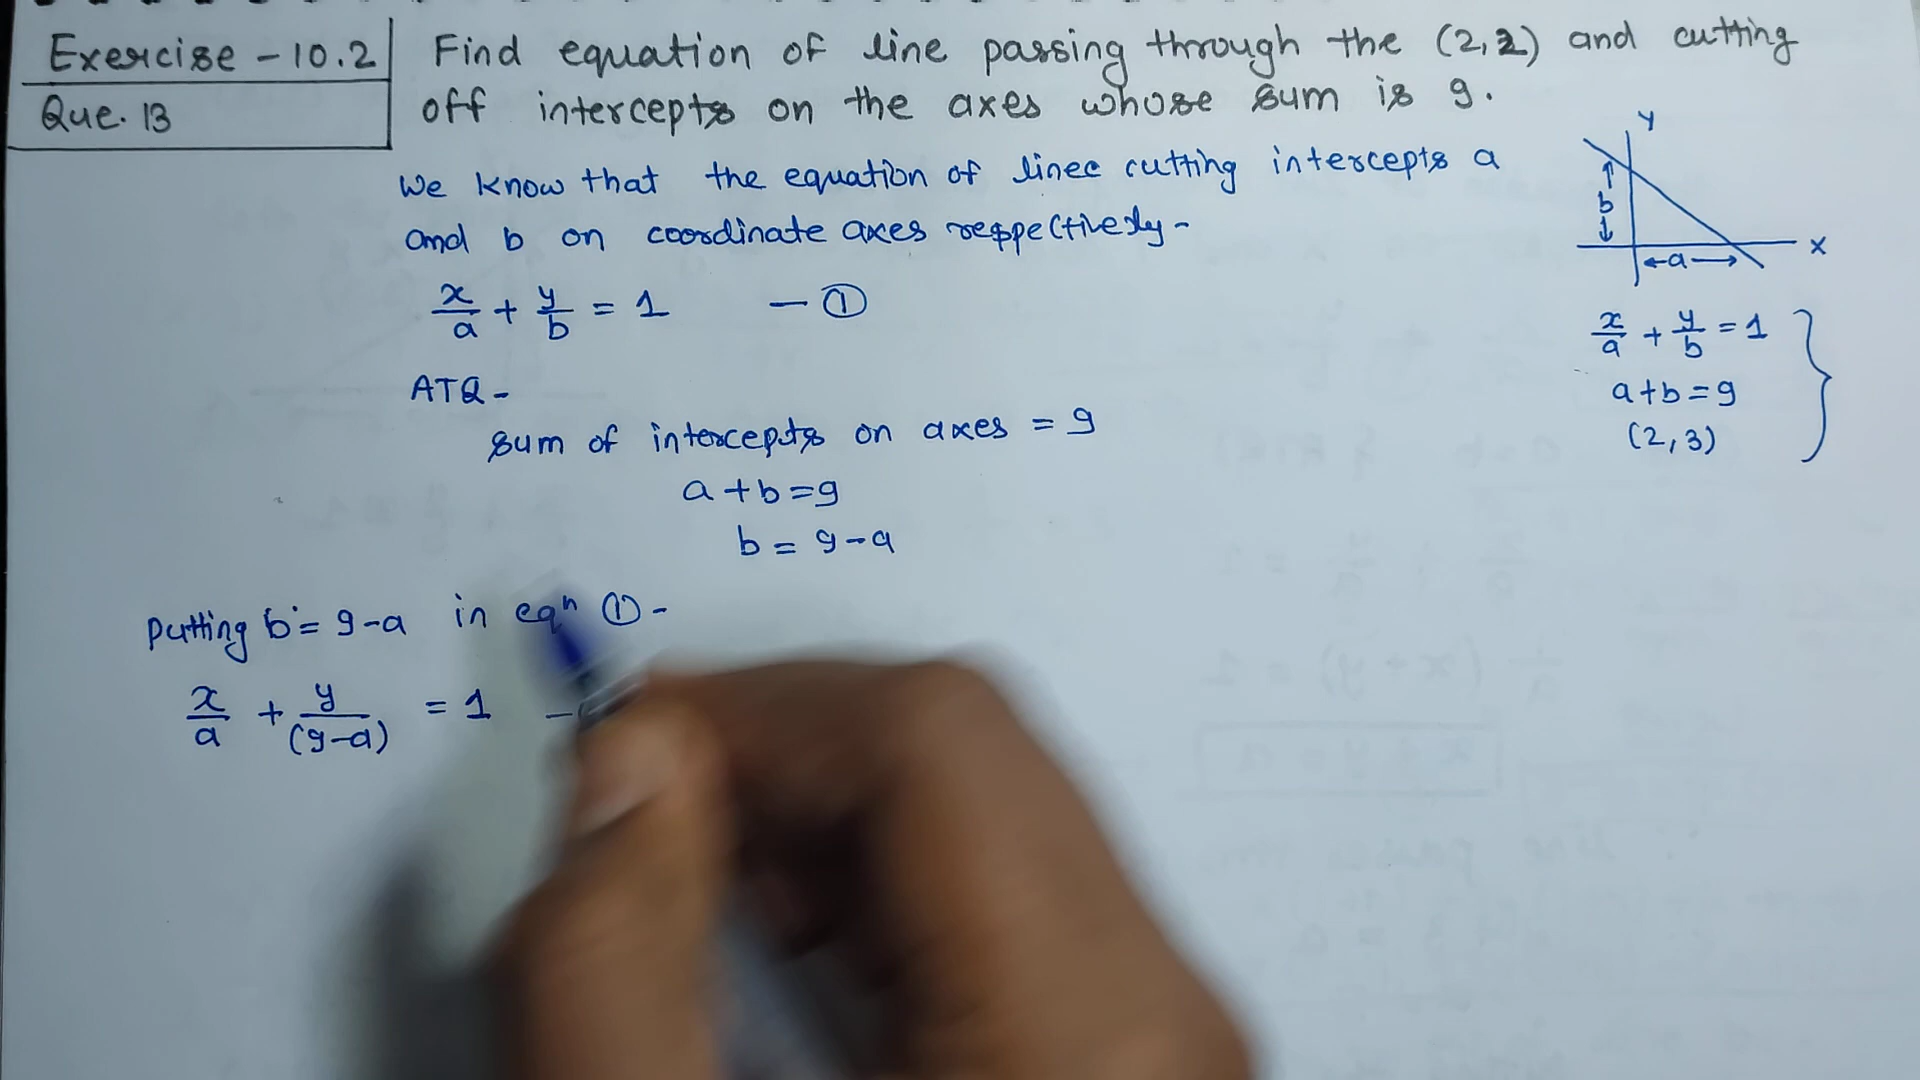 Exercise - 10.2
Que. 13
Find equation of line passing through the (2,2) and cutting
off intercepts on the axes whose sum is 9.
We know that the equation of linee cutting intercepts a
and b on coordinate axes respectively-
x/a + y/b = 1 - ①
ATQ-
sum of intercepts on axes = 9
a+b=9
b = 9-a
Putting b = 9-a in eqⁿ ① -
x/a + y/(9-a) = 1 -
y
b
x
←a→
x/a + y/b = 1
a+b=9
(2,3)